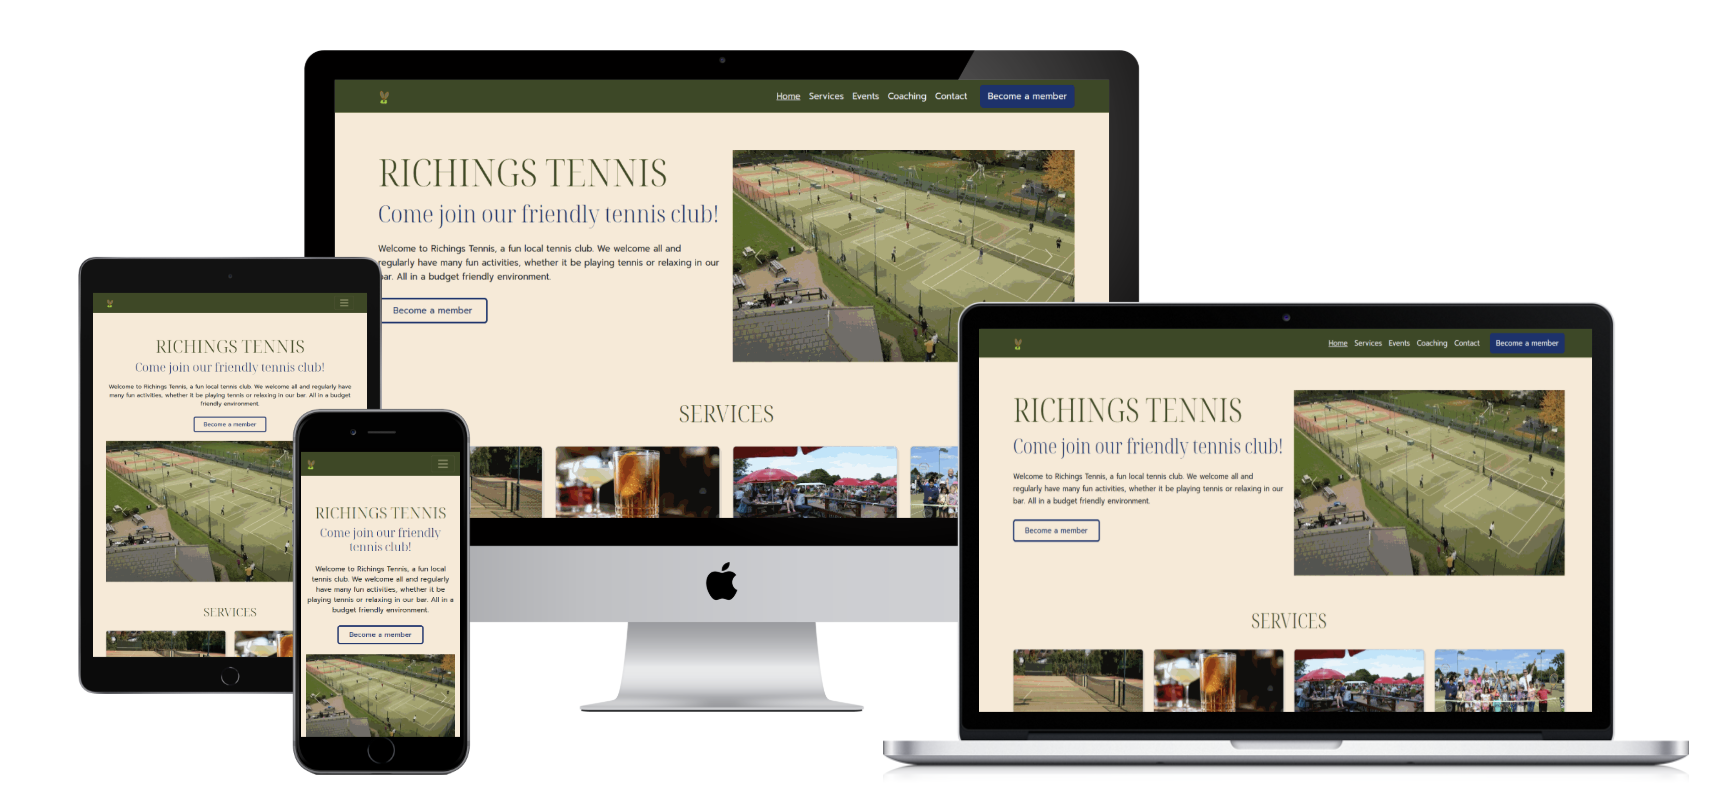 Home Services Events Coaching Contact Become a member
RICHINGS TENNIS
Come join our friendly tennis club!
Welcome to Richings Tennis, a fun local tennis club. We welcome all and
regularly have many fun activities, whether it be playing tennis or relaxing in our
bar. All in a budget friendly environment.
Become a member
SERVICES
RICHINGS TENNIS
Come join our friendly tennis club!
Welcome to Richings Tennis, a fun local tennis club. We welcome all and regularly have
many fun activities, whether it be playing tennis or relaxing in our bar. All in a budget
friendly environment.
Become a member
SERVICES
RICHINGS TENNIS
Come join our friendly
tennis club!
Welcome to Richings Tennis, a fun local
tennis club. We welcome all and regularly
have many fun activities, whether it be
playing tennis or relaxing in our bar. All in a
budget friendly environment.
Become a member
Home Services Events Coaching Contact Become a member
RICHINGS TENNIS
Come join our friendly tennis club!
Welcome to Richings Tennis, a fun local tennis club. We welcome all and
regularly have many fun activities, whether it be playing tennis or relaxing in our
bar. All in a budget friendly environment.
Become a member
SERVICES